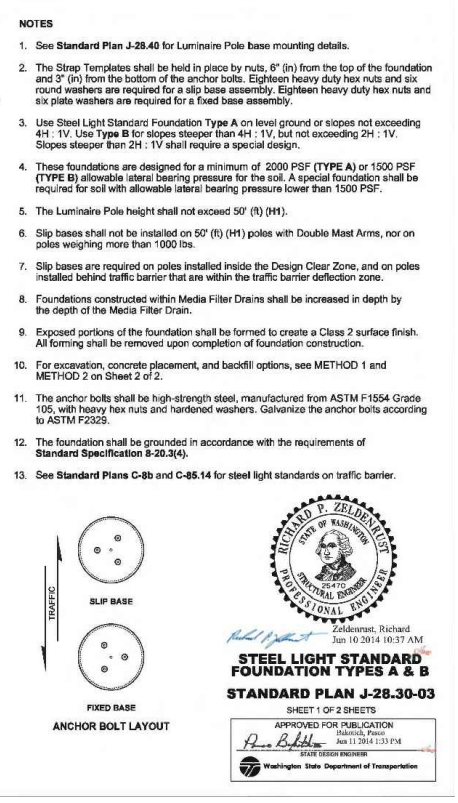 NOTES
1. See Standard Plan J-28.40 for Luminaire Pole base mounting details.
2. The Strap Templates shall be held in place by nuts, 6" (in) from the top of the foundation
and 3" (in) from the bottom of the anchor bolts. Eighteen heavy duty hex nuts and six
round washers are required for a slip base assembly. Eighteen heavy duty hex nuts and
six plate washers are required for a fixed base assembly.
3. Use Steel Light Standard Foundation Type A on level ground or slopes not exceeding
4H : 1V. Use Type B for slopes steeper than 4H : 1V, but not exceeding 2H : 1V.
Slopes steeper than 2H : 1V shall require a special design.
4. These foundations are designed for a minimum of 2000 PSF (TYPE A) or 1500 PSF
(TYPE B) allowable lateral bearing pressure for the soil. A special foundation shall be
required for soil with allowable lateral bearing pressure lower than 1500 PSF.
5. The Luminaire Pole height shall not exceed 50' (ft) (H1).
6. Slip bases shall not be installed on 50' (ft) (H1) poles with Double Mast Arms, nor on
poles weighing more than 1000 lbs.
7. Slip bases are required on poles installed inside the Design Clear Zone, and on poles
installed behind traffic barrier that are within the traffic barrier deflection zone.
8. Foundations constructed within Media Filter Drains shall be increased in depth by
the depth of the Media Filter Drain.
9. Exposed portions of the foundation shall be formed to create a Class 2 surface finish.
All forming shall be removed upon completion of foundation construction.
10. For excavation, concrete placement, and backfill options, see METHOD 1 and
METHOD 2 on Sheet 2 of 2.
11. The anchor bolts shall be high-strength steel, manufactured from ASTM F1554 Grade
105, with heavy hex nuts and hardened washers. Galvanize the anchor bolts according
to ASTM F2329.
12. The foundation shall be grounded in accordance with the requirements of
Standard Specification 8-20.3(4).
13. See Standard Plans C-8b and C-85.14 for steel light standards on traffic barrier.
TRAFFIC
SLIP BASE
FIXED BASE
ANCHOR BOLT LAYOUT
RICHARD P. ZELDENRUST
STATE OF WASHINGTON
25470
STRUCTURAL ENGINEER
PROFESSIONAL ENGINEER
Zeldenrust, Richard
Jun 10 2014 10:37 AM
STEEL LIGHT STANDARD
FOUNDATION TYPES A & B
STANDARD PLAN J-28.30-03
SHEET 1 OF 2 SHEETS
APPROVED FOR PUBLICATION
Bakotich, Pasco
Jun 11 2014 1:33 PM
STATE DESIGN ENGINEER
Washington State Department of Transportation